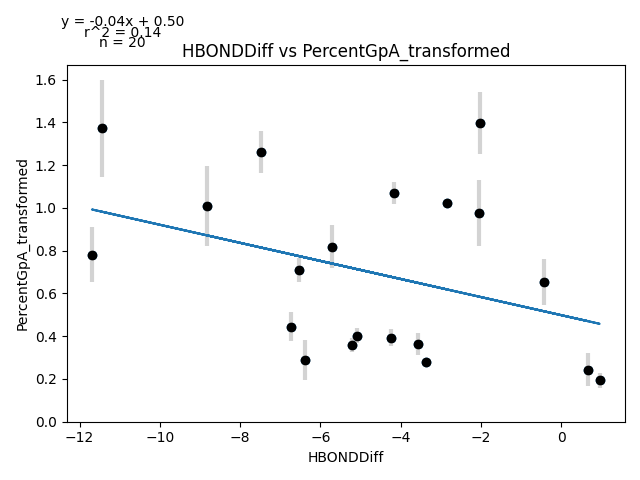 y = -0.04x + 0.50
r^2 = 0.14
n = 20
HBONDDiff vs PercentGpA_transformed
PercentGpA_transformed
1.6
1.4
1.2
1.0
0.8
0.6
0.4
0.2
0.0
−12
−10
−8
−6
−4
−2
0
HBONDDiff